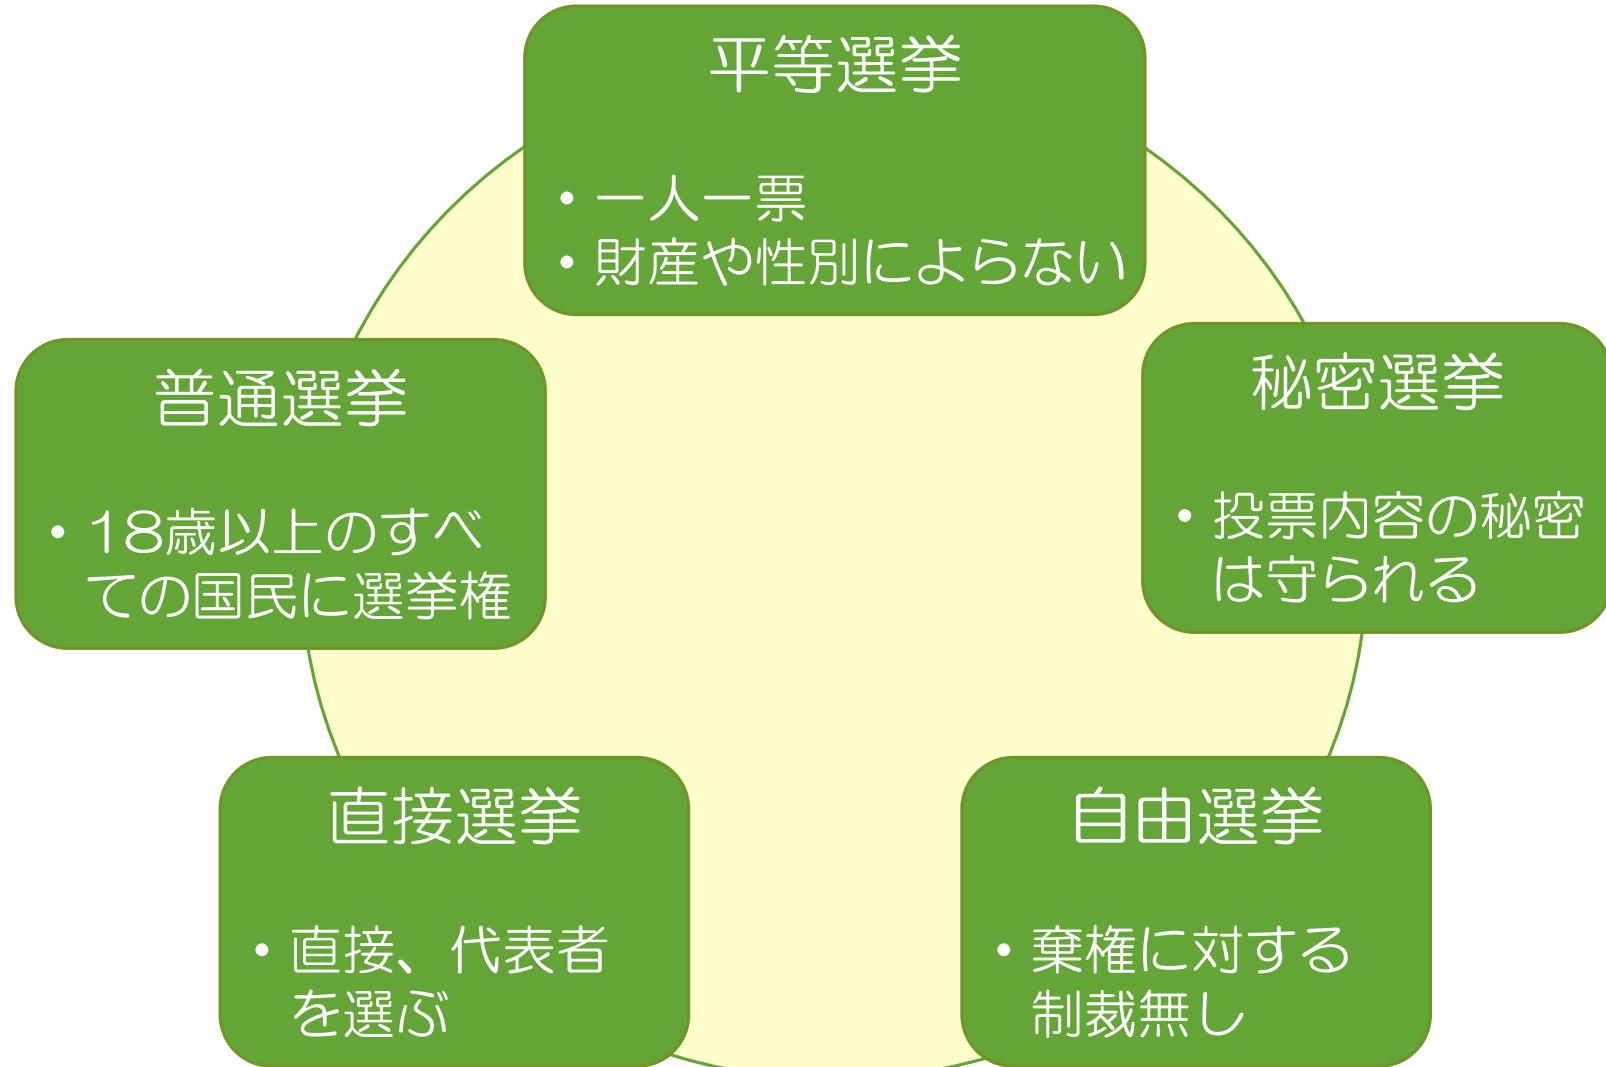 平等選挙
• 一人一票
• 財産や性別によらない
普通選挙
• 18歳以上のすべ
ての国民に選挙権
秘密選挙
• 投票内容の秘密
は守られる
直接選挙
• 直接、代表者
を選ぶ
自由選挙
• 棄権に対する
制裁無し